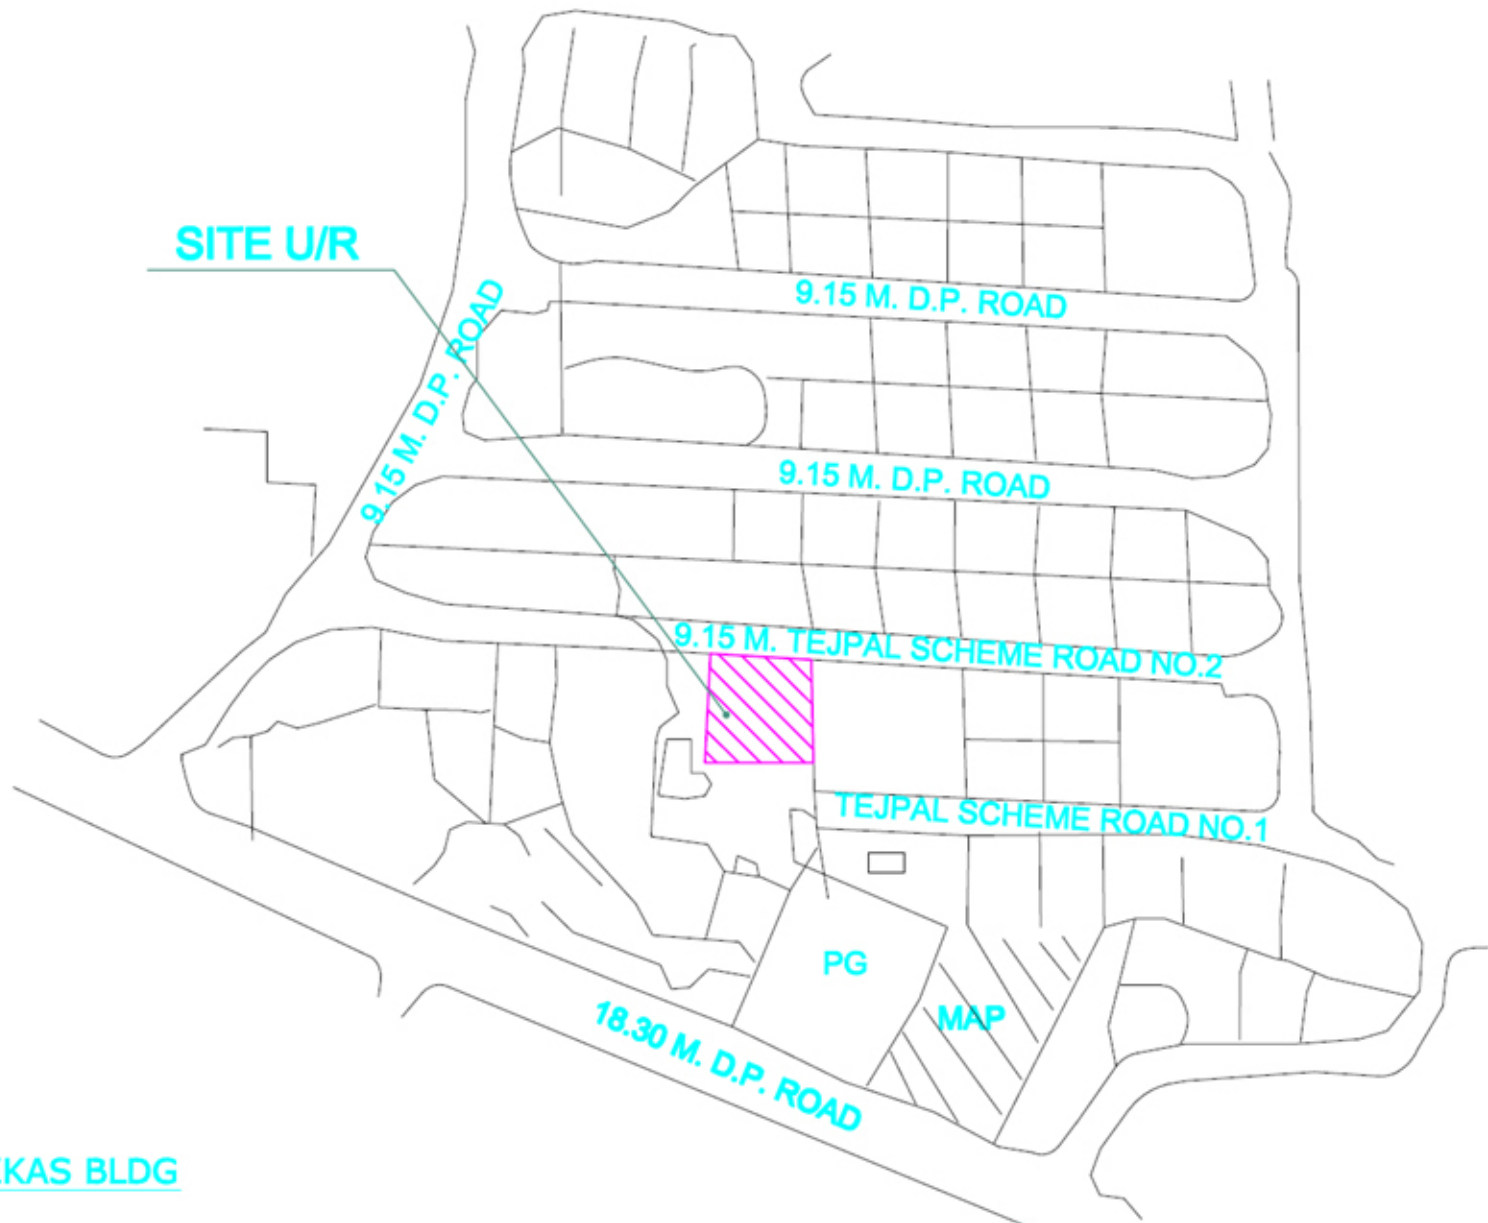 SITE U/R
9.15 M. D.P. ROAD
9.15 M. D.P. ROAD
9.15 M. D.P. ROAD
9.15 M. TEJPAL SCHEME ROAD NO.2
TEJPAL SCHEME ROAD NO.1
PG
MAP
18.30 M. D.P. ROAD
BLDG